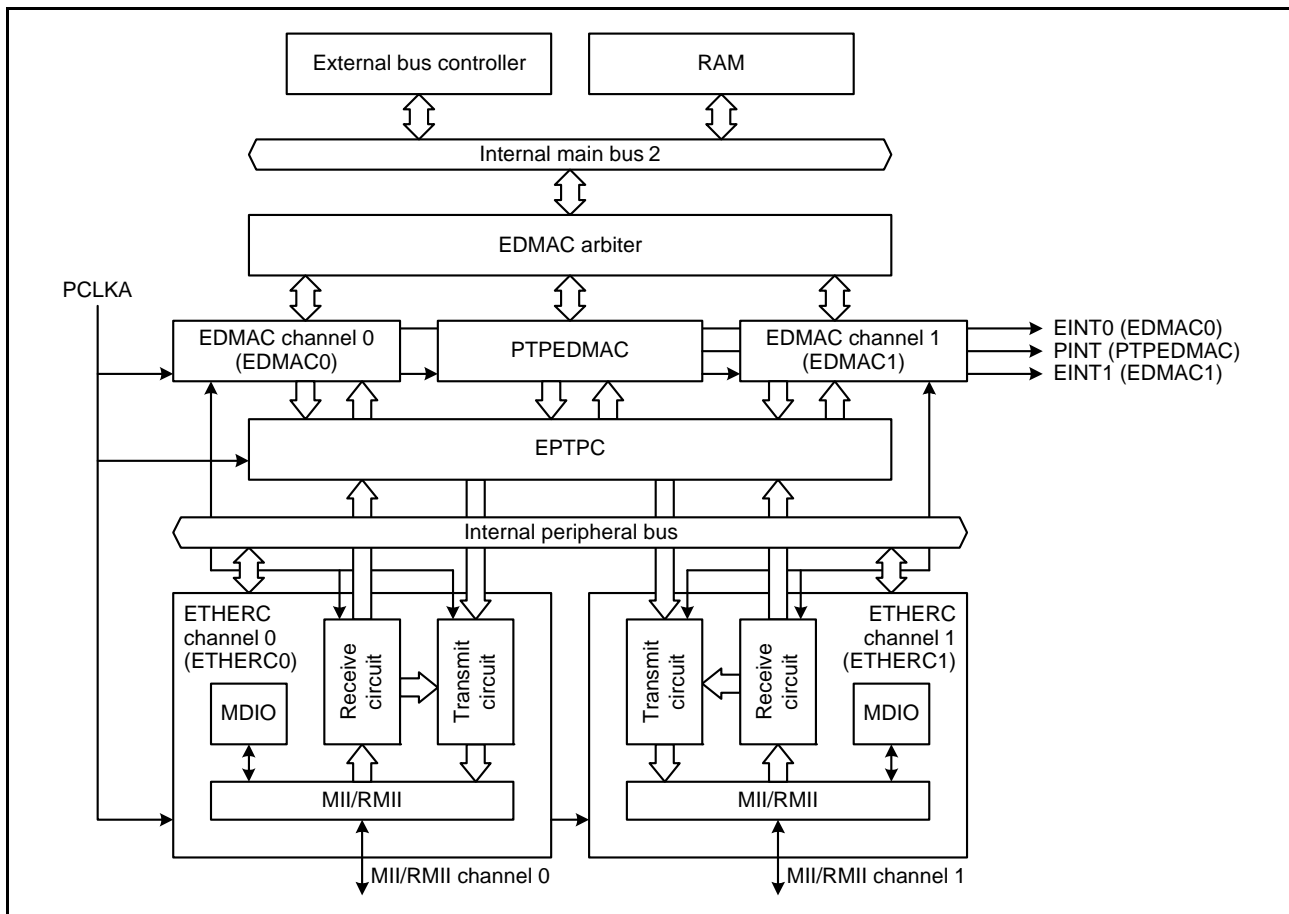 External bus controller
RAM
Internal main bus 2
EDMAC arbiter
PCLKA
EDMAC channel 0
(EDMAC0)
PTPEDMAC
EDMAC channel 1
(EDMAC1)
EINT0 (EDMAC0)
PINT (PTPEDMAC)
EINT1 (EDMAC1)
EPTPC
Internal peripheral bus
ETHERC
channel 0
(ETHERC0)
Receive
circuit
Transmit
circuit
MDIO
MII/RMII
Transmit
circuit
Receive
circuit
ETHERC
channel 1
(ETHERC1)
MDIO
MII/RMII
MII/RMII channel 0
MII/RMII channel 1